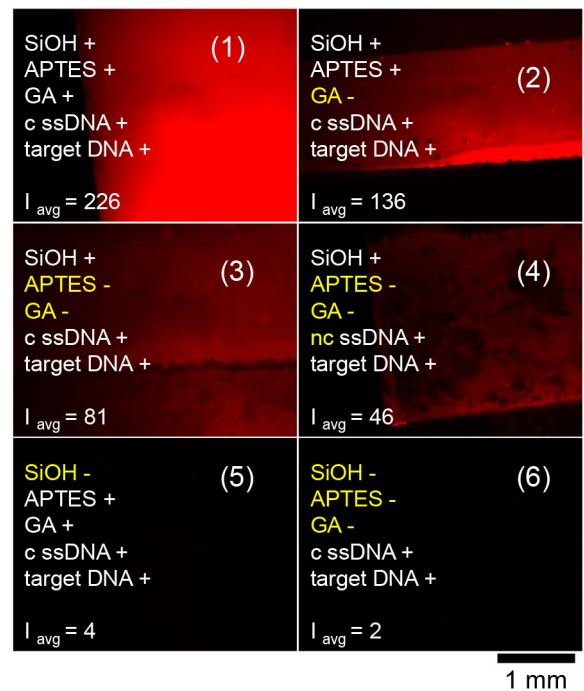 (1)
SiOH +
APTES +
GA +
c ssDNA +
target DNA +
I avg = 226
(2)
SiOH +
APTES +
GA -
c ssDNA +
target DNA +
I avg = 136
(3)
SiOH +
APTES -
GA -
c ssDNA +
target DNA +
I avg = 81
(4)
SiOH +
APTES -
GA -
nc ssDNA +
target DNA +
I avg = 46
(5)
SiOH -
APTES +
GA +
c ssDNA +
target DNA +
I avg = 4
(6)
SiOH -
APTES -
GA -
c ssDNA +
target DNA +
I avg = 2
1 mm